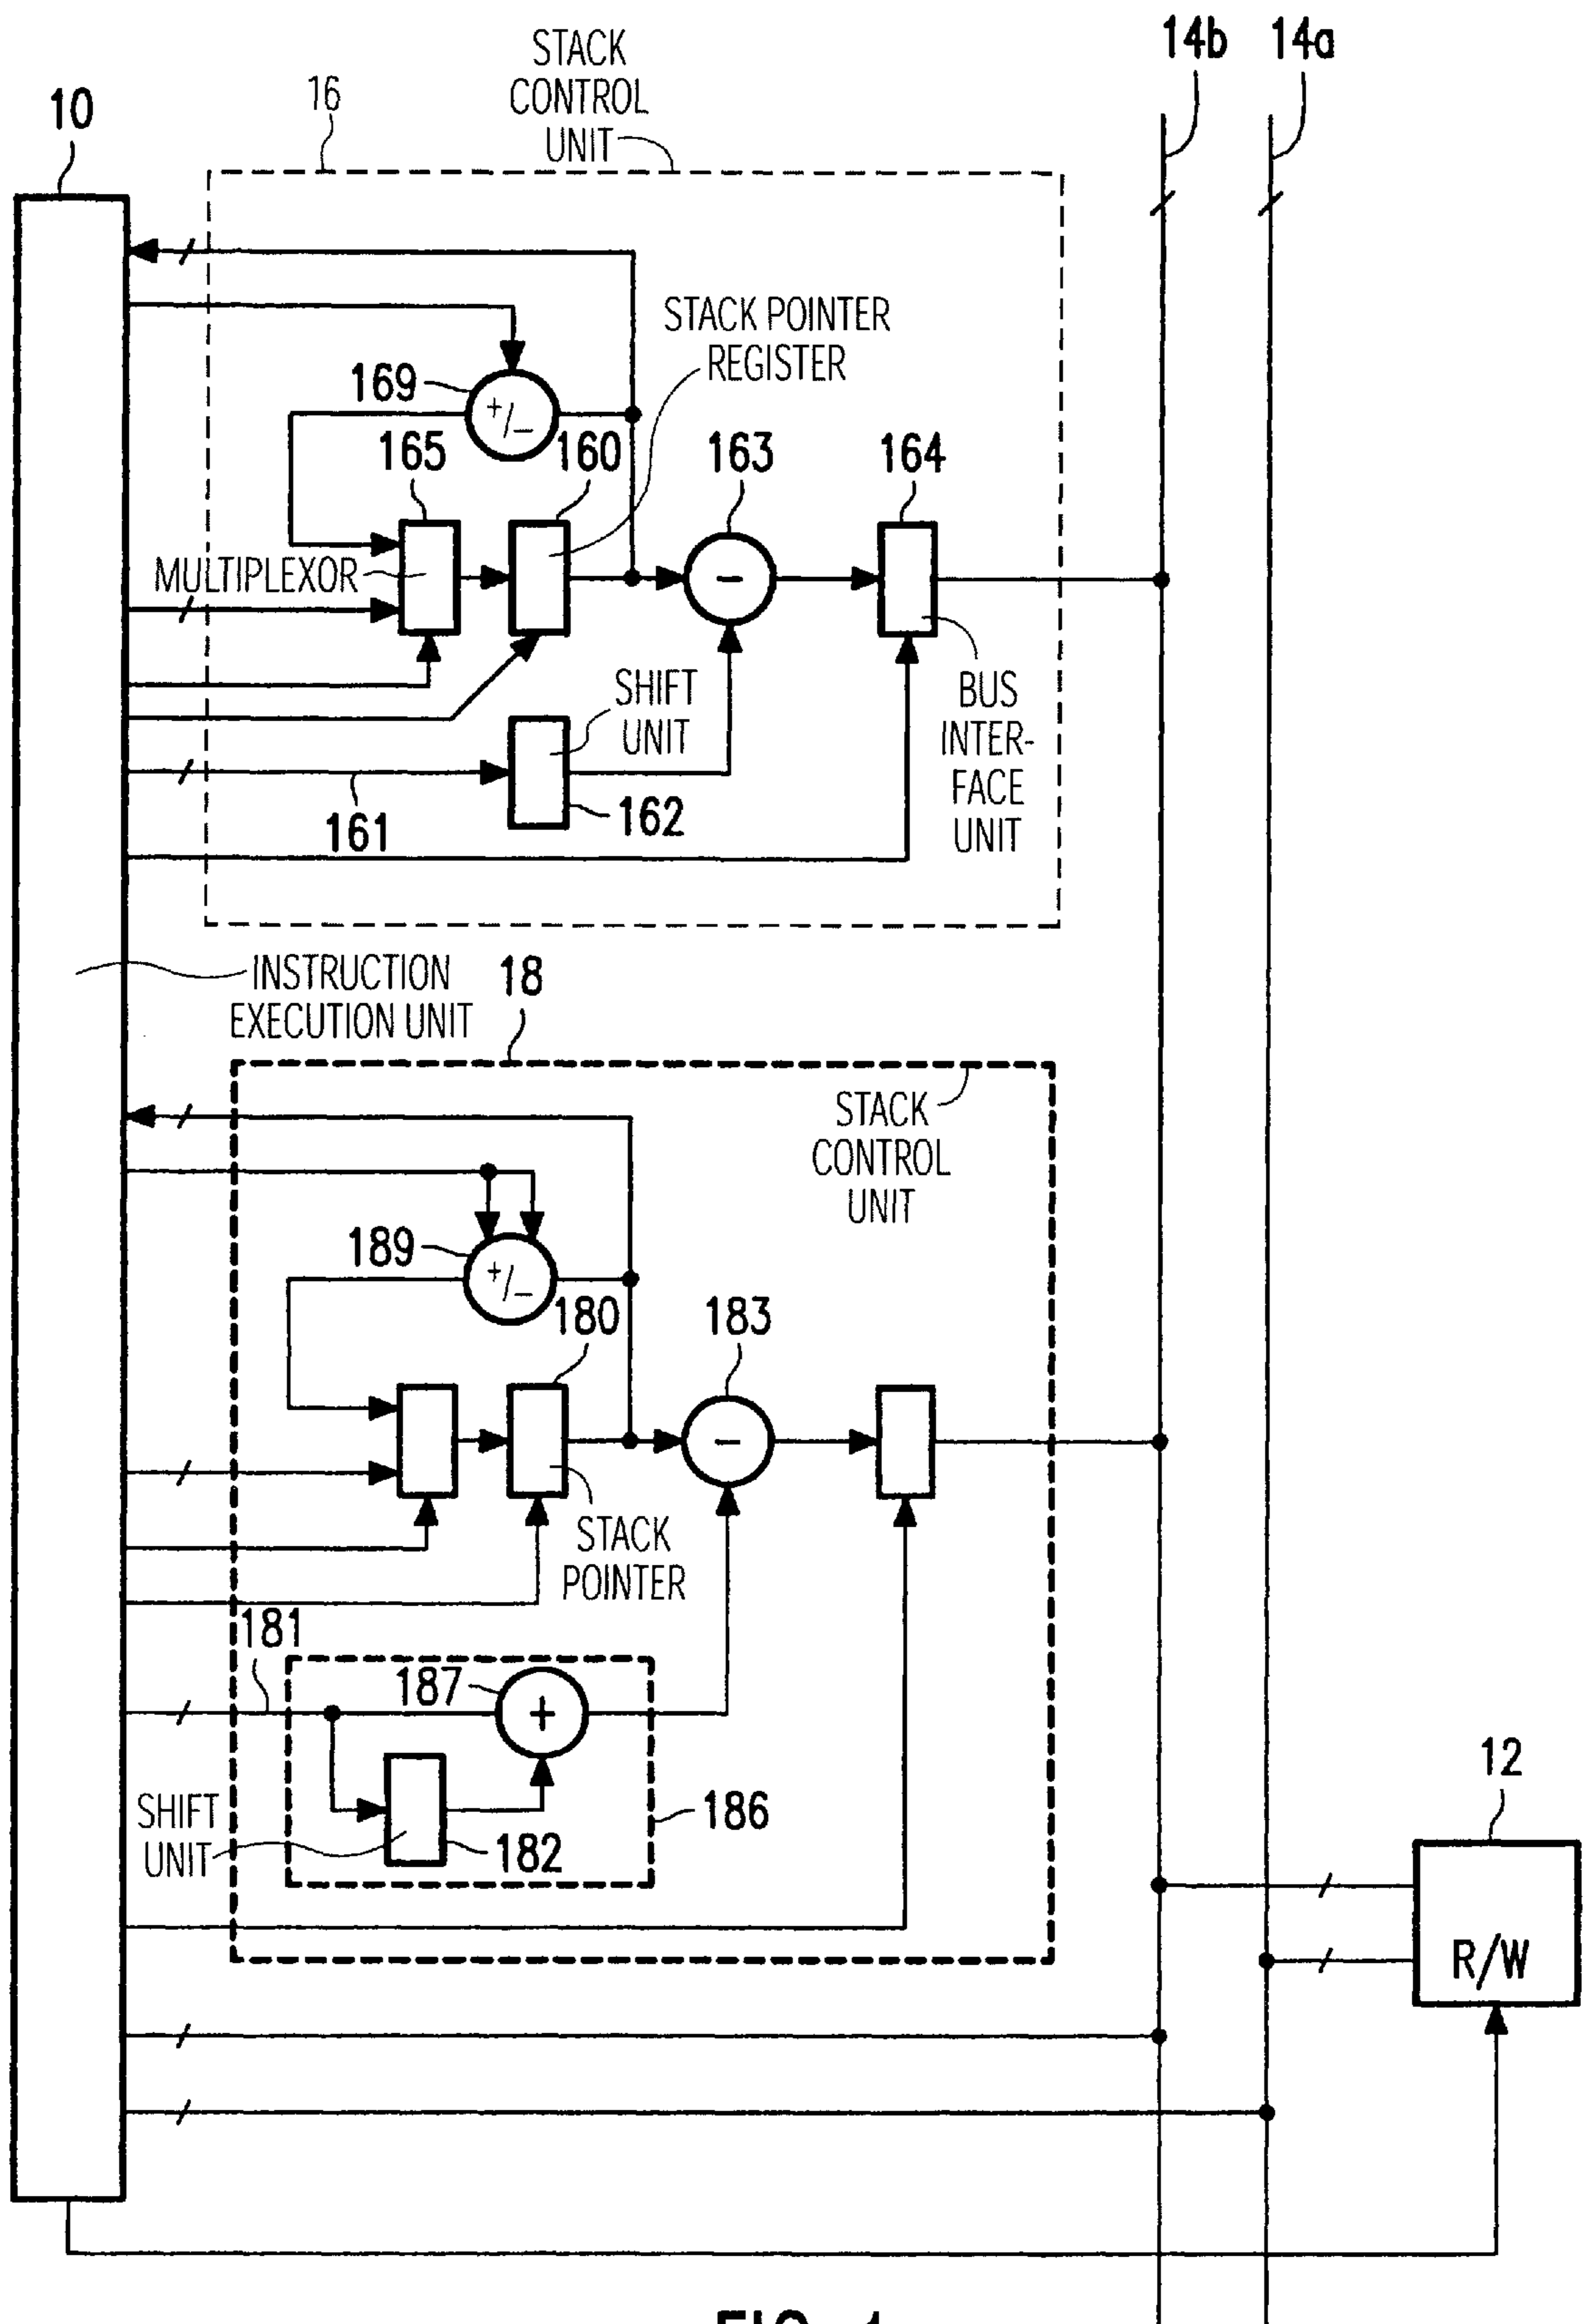 14b 14a
STACK
CONTROL
UNIT
16
10
STACK POINTER
REGISTER
169
+/-
165 160 163 164
MULTIPLEXOR
-
SHIFT
UNIT
BUS
INTER-
FACE
UNIT
161
162
INSTRUCTION
EXECUTION UNIT
18
STACK
CONTROL
UNIT
189
+/-
180 183
-
STACK
POINTER
181
187
+
SHIFT
UNIT
182
186
12
R/W